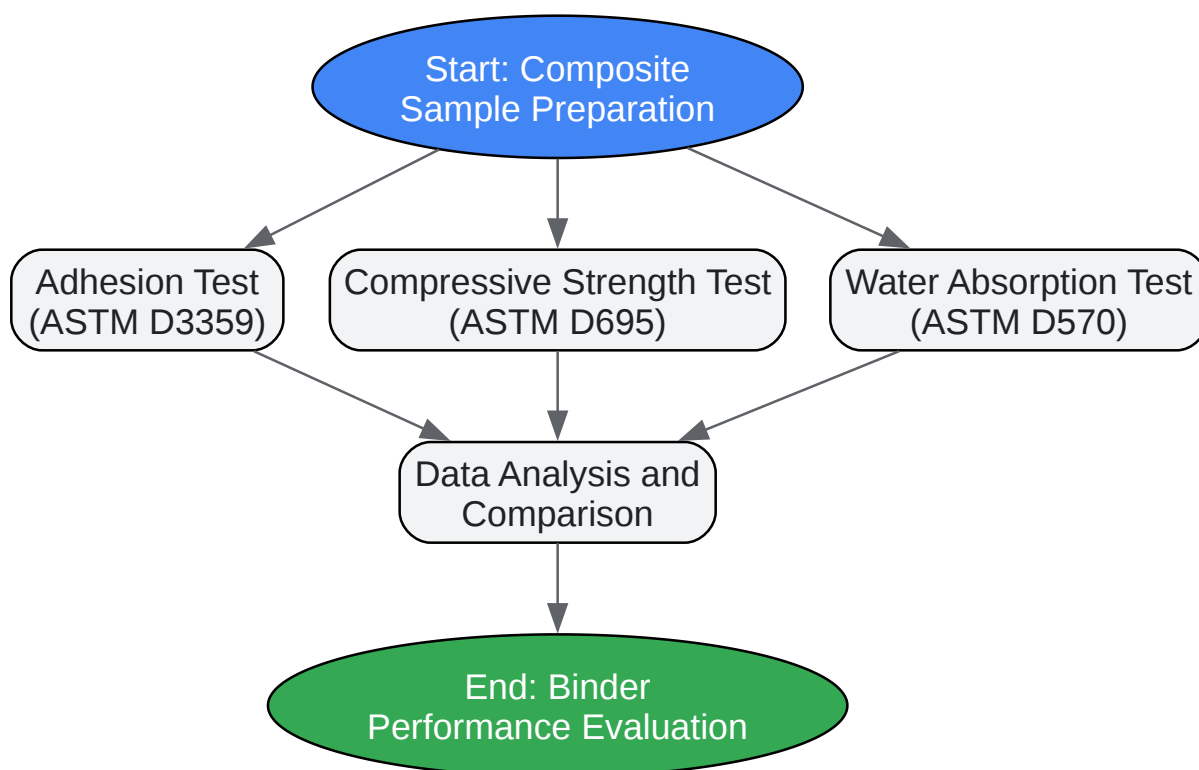 Start: Composite
Sample Preparation
Adhesion Test
(ASTM D3359)
Compressive Strength Test
(ASTM D695)
Water Absorption Test
(ASTM D570)
Data Analysis and
Comparison
End: Binder
Performance Evaluation